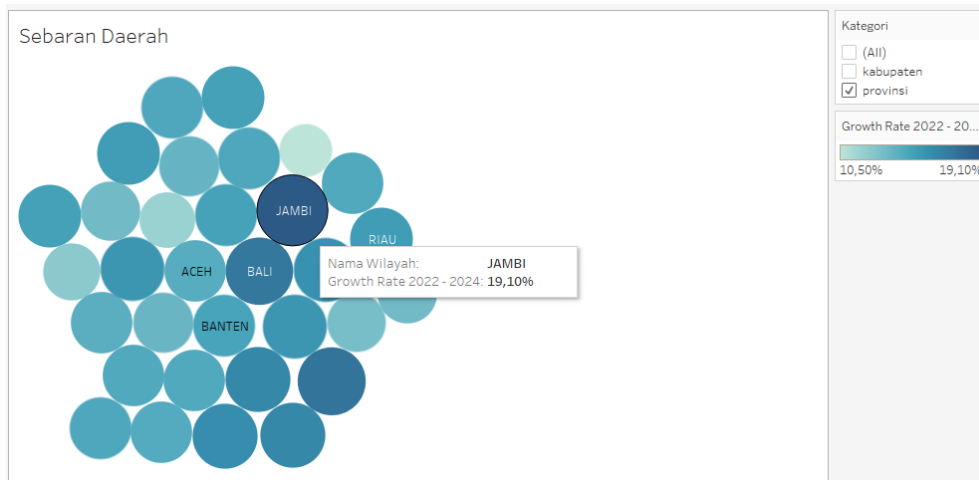 Sebaran Daerah
JAMBI
RIAU
ACEH
BALI
BANTEN
Nama Wilayah: JAMBI
Growth Rate 2022 - 2024: 19,10%
Kategori
(All)
kabupaten
provinsi
Growth Rate 2022 - 20...
10,50% 19,10%